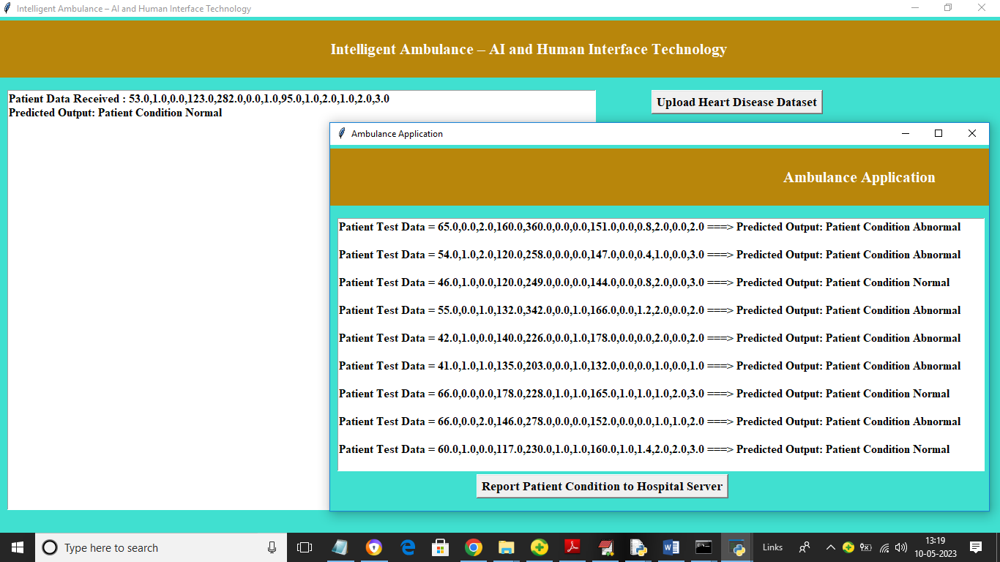 Intelligent Ambulance – AI and Human Interface Technology
Intelligent Ambulance – AI and Human Interface Technology
Patient Data Received : 53.0,1.0,0.0,123.0,282.0,0.0,1.0,95.0,1.0,2.0,1.0,2.0,3.0
Predicted Output: Patient Condition Normal
Upload Heart Disease Dataset
Ambulance Application
Ambulance Application
Patient Test Data = 65.0,0.0,2.0,160.0,360.0,0.0,0.0,151.0,0.0,0.8,2.0,0.0,2.0 ===> Predicted Output: Patient Condition Abnormal
Patient Test Data = 54.0,1.0,2.0,120.0,258.0,0.0,0.0,147.0,0.0,0.4,1.0,0.0,3.0 ===> Predicted Output: Patient Condition Abnormal
Patient Test Data = 46.0,1.0,0.0,120.0,249.0,0.0,0.0,144.0,0.0,0.8,2.0,0.0,3.0 ===> Predicted Output: Patient Condition Normal
Patient Test Data = 55.0,0.0,1.0,132.0,342.0,0.0,1.0,166.0,0.0,1.2,2.0,0.0,2.0 ===> Predicted Output: Patient Condition Abnormal
Patient Test Data = 42.0,1.0,0.0,140.0,226.0,0.0,1.0,178.0,0.0,0.0,2.0,0.0,2.0 ===> Predicted Output: Patient Condition Abnormal
Patient Test Data = 41.0,1.0,1.0,135.0,203.0,0.0,1.0,132.0,0.0,0.0,1.0,0.0,1.0 ===> Predicted Output: Patient Condition Abnormal
Patient Test Data = 66.0,0.0,0.0,178.0,228.0,1.0,1.0,165.0,1.0,1.0,1.0,2.0,3.0 ===> Predicted Output: Patient Condition Normal
Patient Test Data = 66.0,0.0,2.0,146.0,278.0,0.0,0.0,152.0,0.0,0.0,1.0,1.0,2.0 ===> Predicted Output: Patient Condition Abnormal
Patient Test Data = 60.0,1.0,0.0,117.0,230.0,1.0,1.0,160.0,1.0,1.4,2.0,2.0,3.0 ===> Predicted Output: Patient Condition Normal
Report Patient Condition to Hospital Server
Type here to search
Links
13:19
10-05-2023